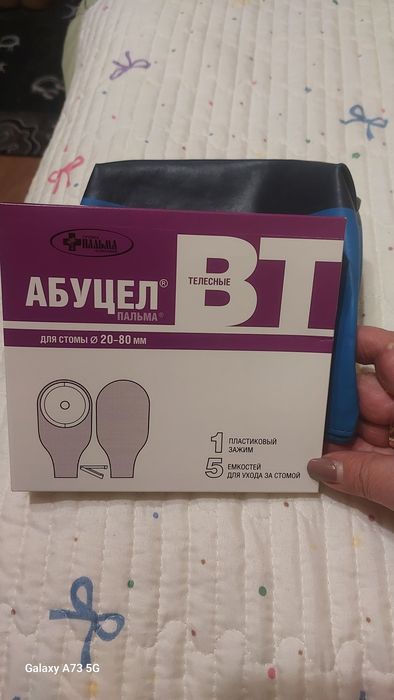 ПАЛЬМА
АБУЦЕЛ®
ПАЛЬМА®
ТЕЛЕСНЫЕ
ВТ
ДЛЯ СТОМЫ Ø 20-80 ММ
1 ПЛАСТИКОВЫЙ
ЗАЖИМ
5 ЕМКОСТЕЙ
ДЛЯ УХОДА ЗА СТОМОЙ
Galaxy A73 5G